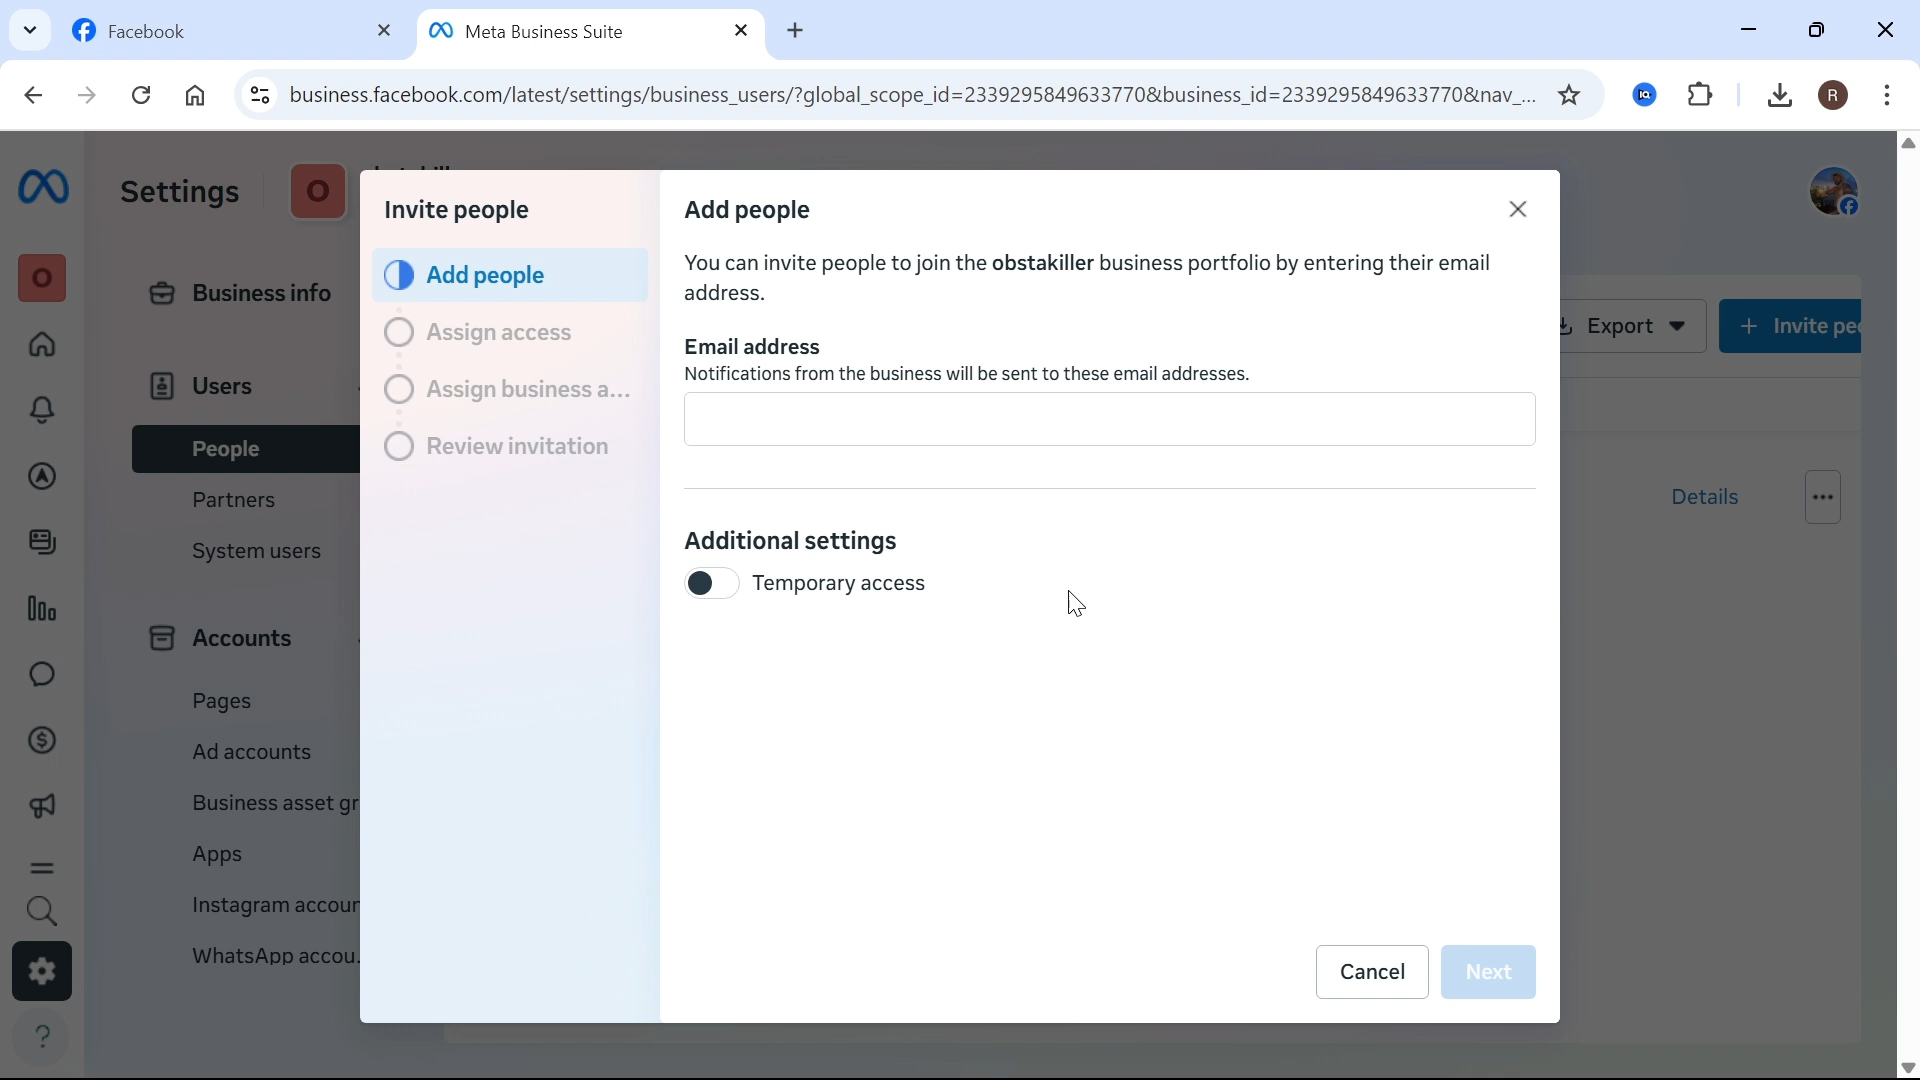 Facebook
Meta Business Suite
business.facebook.com/latest/settings/business_users/?global_scope_id=2339295849633770&business_id=2339295849633770&nav_...
R
Settings
O
O
Business info
Users
People
Partners
System users
Accounts
Pages
Ad accounts
Business asset gr
Apps
Instagram accour
WhatsApp accou...
?
Invite people
Add people
Assign access
Assign business a...
Review invitation
Add people
You can invite people to join the obstakiller business portfolio by entering their email
address.
Email address
Notifications from the business will be sent to these email addresses.
Additional settings
Temporary access
Cancel
Next
Export
+ Invite pe
Details